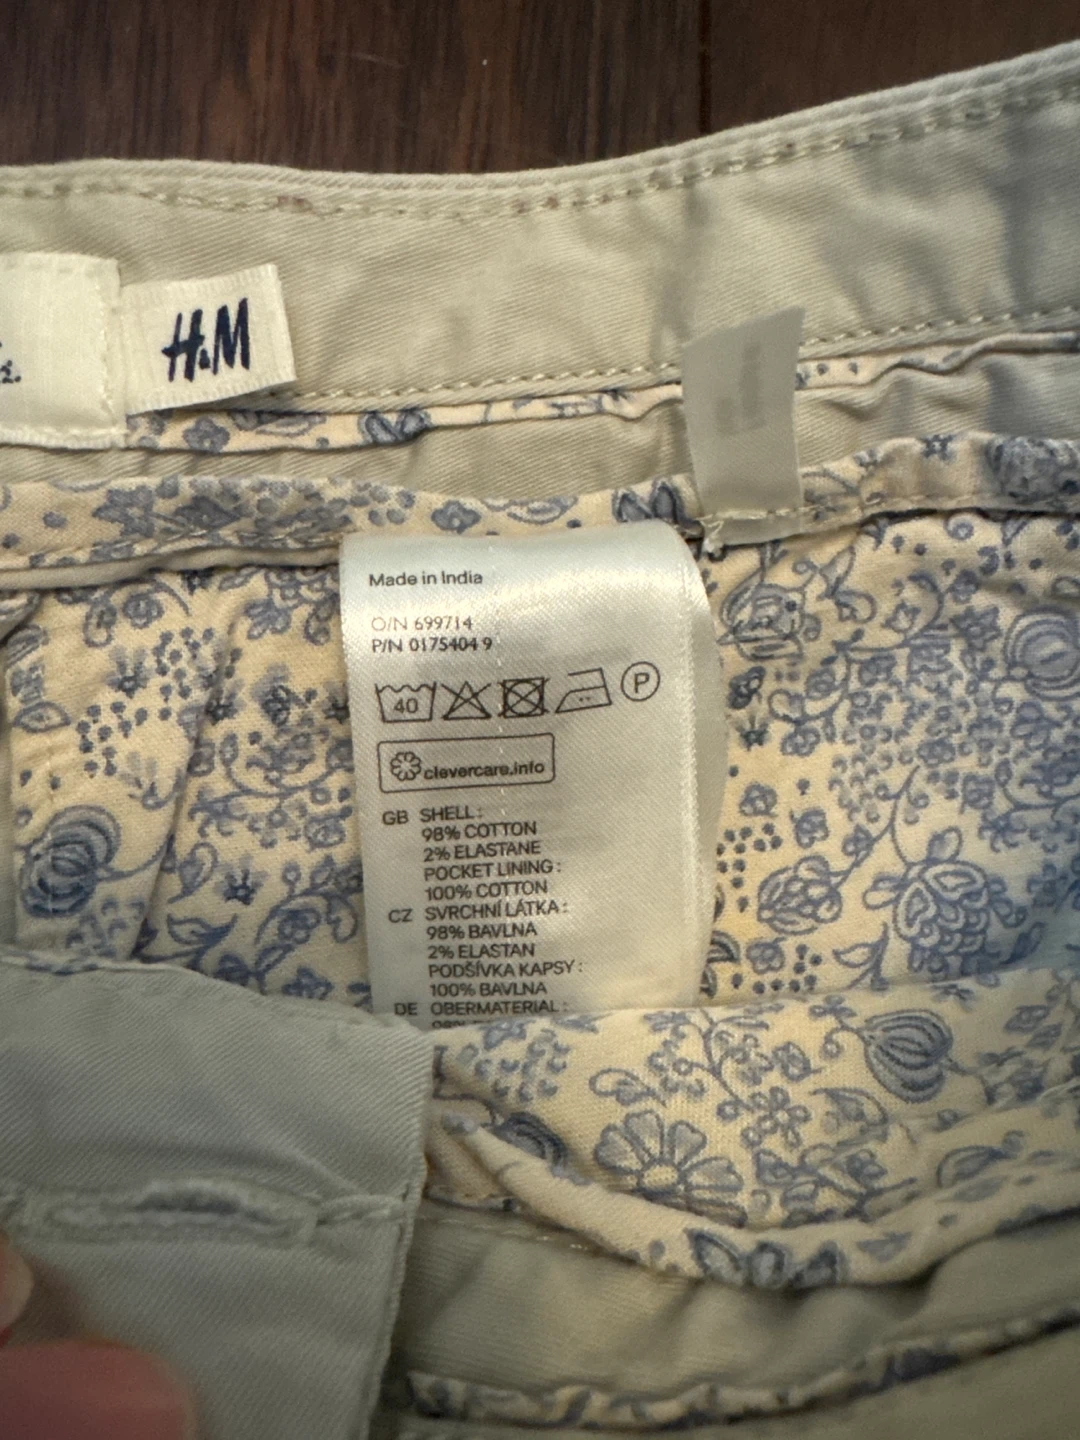 H&M
Made in India
O/N 699714
P/N 0175404 9
40
P
clevercare.info
GB SHELL:
98% COTTON
2% ELASTANE
POCKET LINING:
100% COTTON
CZ SVRCHNÍ LÁTKA:
98% BAVLNA
2% ELASTAN
PODŠÍVKA KAPSY:
100% BAVLNA
DE OBERMATERIAL: